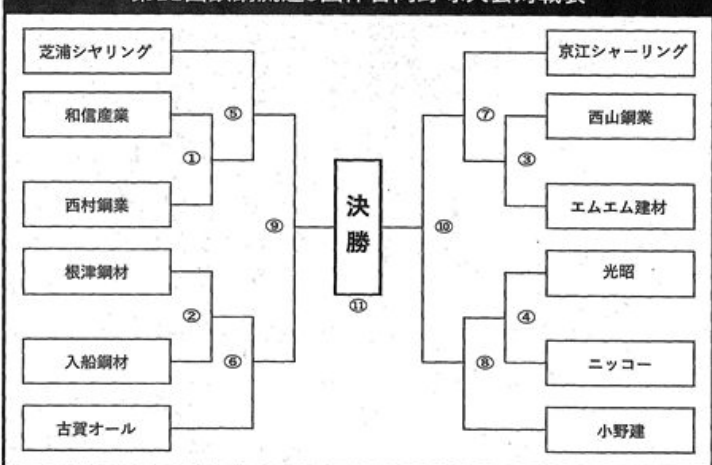 芝浦シヤリング
和信産業
西村鋼業
根津鋼材
入船鋼材
古賀オール
①
②
⑤
⑥
⑨
決勝
⑪
⑩
⑦
⑧
③
④
京江シャーリング
西山鋼業
エムエム建材
光昭
ニッコー
小野建